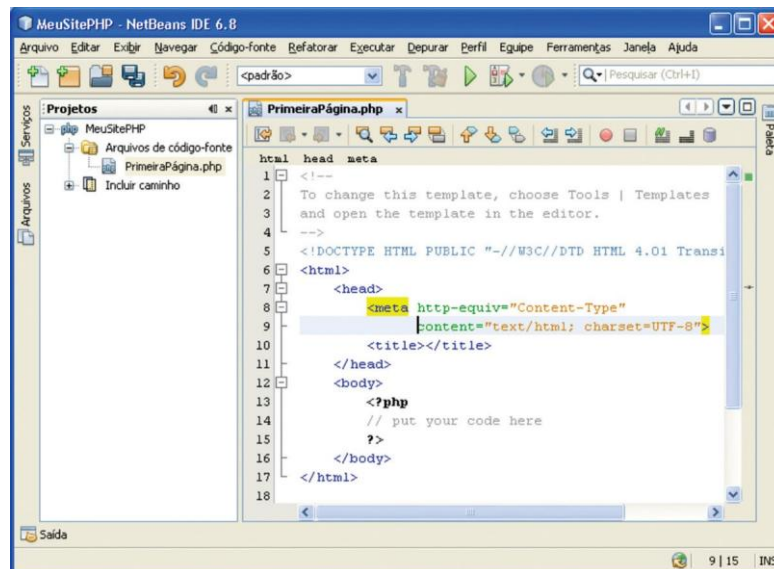 MeuSitePHP - NetBeans IDE 6.8
Arquivo Editar Exibir Navegar Código-fonte Refatorar Executar Depurar Perfil Equipe Ferramentas Janela Ajuda
<padrão>
Pesquisar (Ctrl+I)
Serviços
Arquivos
Projetos
MeuSitePHP
Arquivos de código-fonte
PrimeiraPágina.php
Incluir caminho
PrimeiraPágina.php
Paleta
html head meta
1 <!--
2 To change this template, choose Tools | Templates
3 and open the template in the editor.
4 -->
5 <!DOCTYPE HTML PUBLIC "-//W3C//DTD HTML 4.01 Transi
6 <html>
7 <head>
8 <meta http-equiv="Content-Type"
9 content="text/html; charset=UTF-8">
10 <title></title>
11 </head>
12 <body>
13 <?php
14 // put your code here
15 ?>
16 </body>
17 </html>
18
Saída
9 | 15 INS